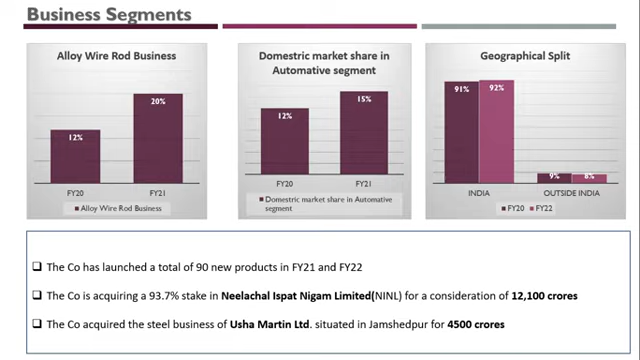 Business Segments
Alloy Wire Rod Business
12%
20%
FY20
FY21
Alloy Wire Rod Business
Domestric market share in
Automative segment
12%
15%
FY20
FY21
Domestric market share in Automative
segment
Geographical Split
91%
92%
9%
8%
INDIA
OUTSIDE INDIA
FY20
FY22
The Co has launched a total of 90 new products in FY21 and FY22
The Co is acquiring a 93.7% stake in Neelachal Ispat Nigam Limited(NINL) for a consideration of 12,100 crores
The Co acquired the steel business of Usha Martin Ltd. situated in Jamshedpur for 4500 crores